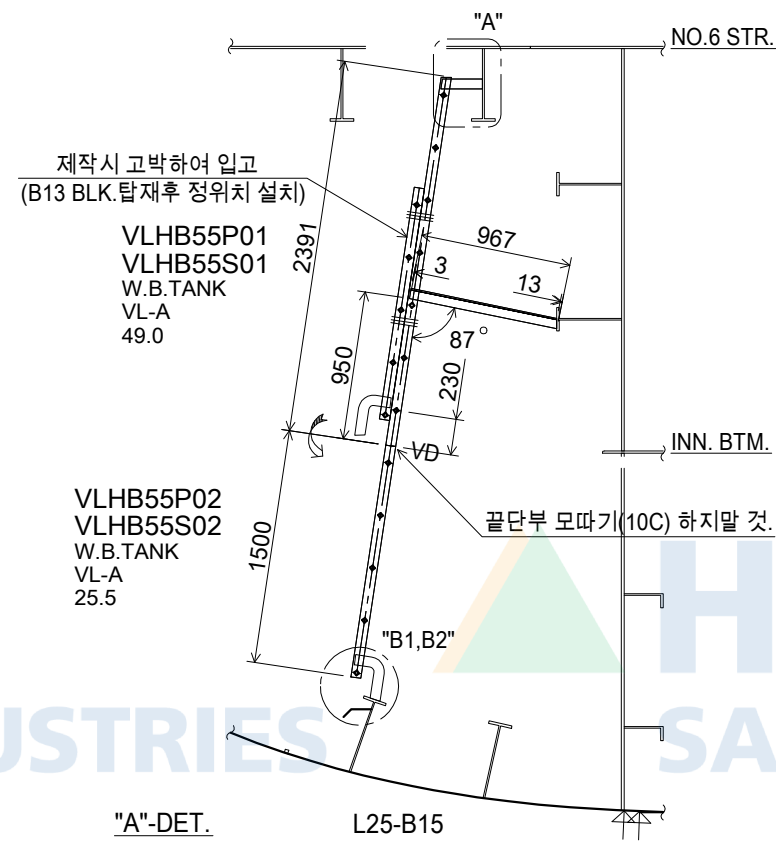 "A"
NO.6 STR.
제작시 고박하여 입고
(B13 BLK.탑재후 정위치 설치)
VLHB55P01
VLHB55S01
W.B.TANK
VL-A
49.0
2391
967
3
13
87°
950
230
INN. BTM.
VD
VLHB55P02
VLHB55S02
W.B.TANK
VL-A
25.5
끝단부 모따기(10C) 하지말 것.
1500
"B1,B2"
H
USTRIES
SA
"A"-DET.
L25-B15